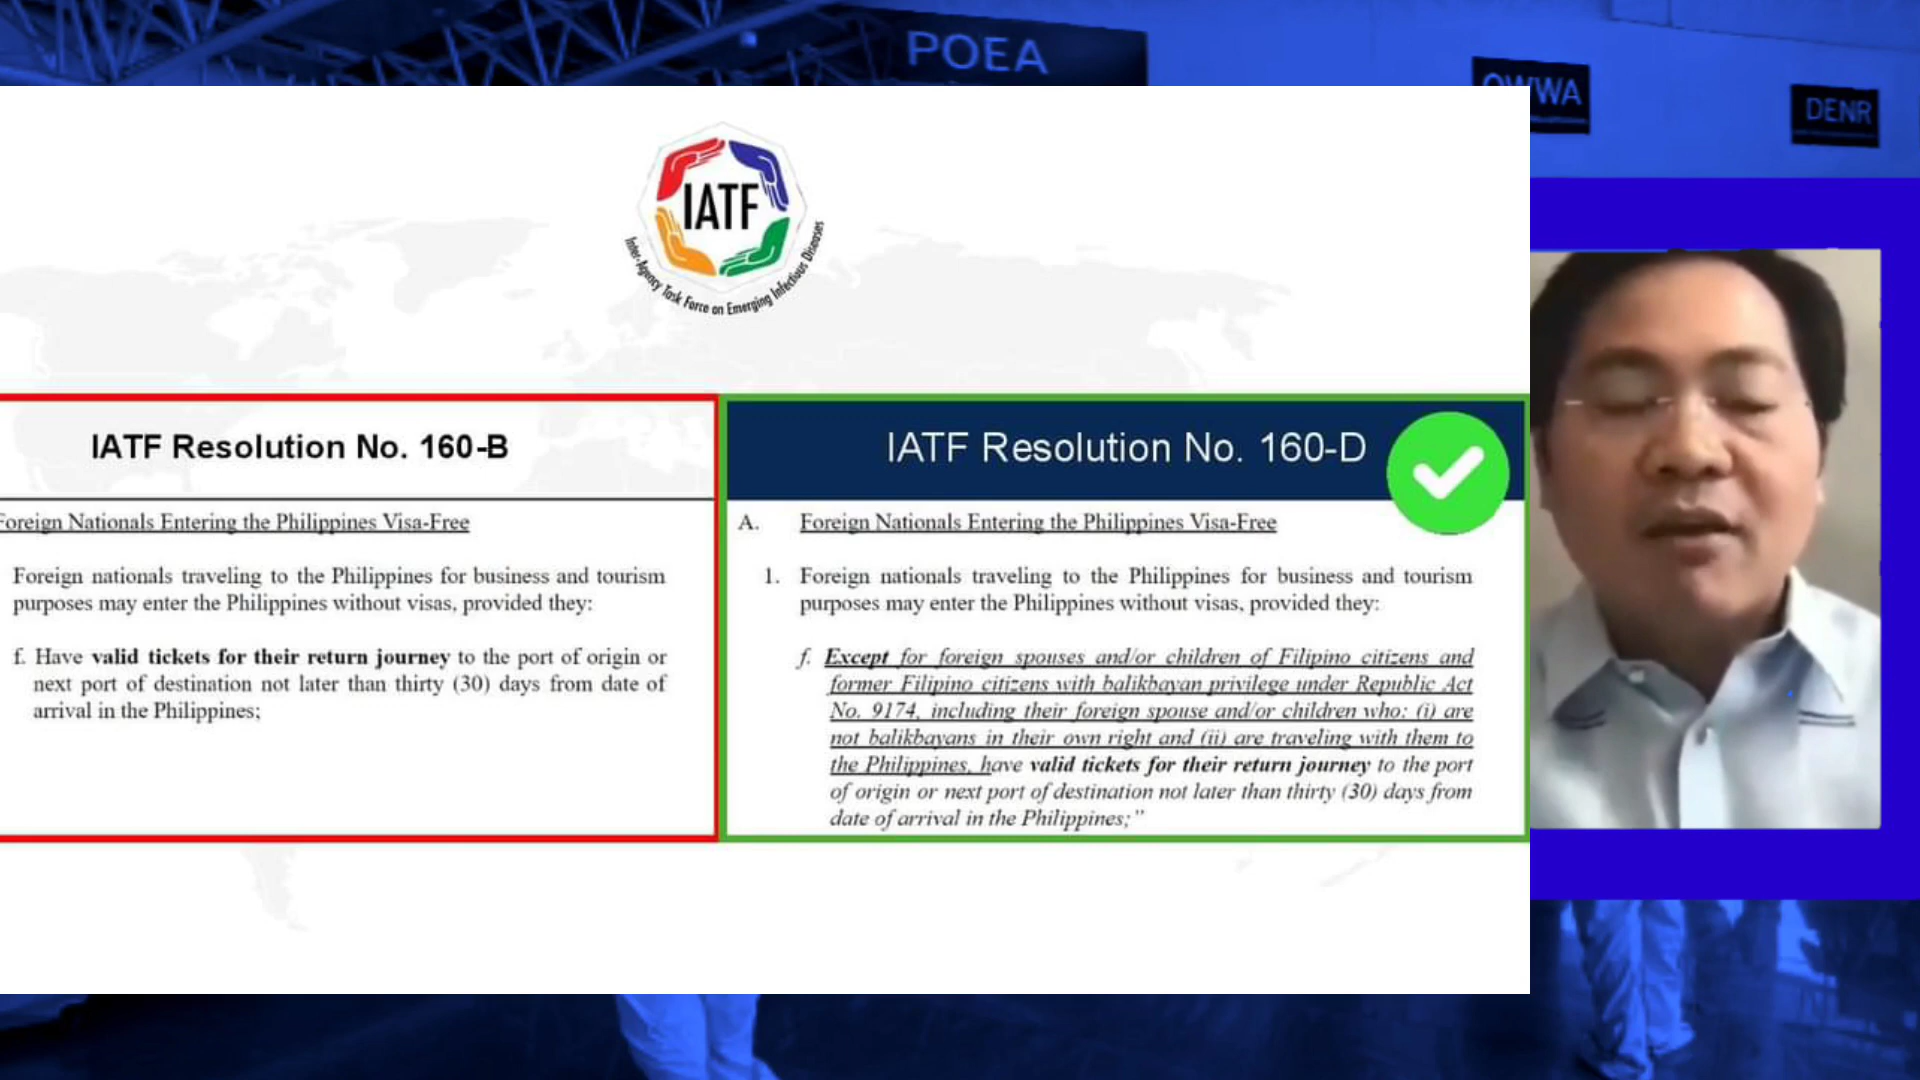 POEA
OWWA
DENR
IATF
Inter-Agency Task Force on Emerging Infectious Diseases
IATF Resolution No. 160-B
Foreign Nationals Entering the Philippines Visa-Free
Foreign nationals traveling to the Philippines for business and tourism
purposes may enter the Philippines without visas, provided they:
f. Have valid tickets for their return journey to the port of origin or
next port of destination not later than thirty (30) days from date of
arrival in the Philippines;
IATF Resolution No. 160-D
A. Foreign Nationals Entering the Philippines Visa-Free
1. Foreign nationals traveling to the Philippines for business and tourism
purposes may enter the Philippines without visas, provided they:
f. Except for foreign spouses and/or children of Filipino citizens and
former Filipino citizens with balikbayan privilege under Republic Act
No. 9174, including their foreign spouse and/or children who: (i) are
not balikbayans in their own right and (ii) are traveling with them to
the Philippines, have valid tickets for their return journey to the port
of origin or next port of destination not later than thirty (30) days from
date of arrival in the Philippines;"